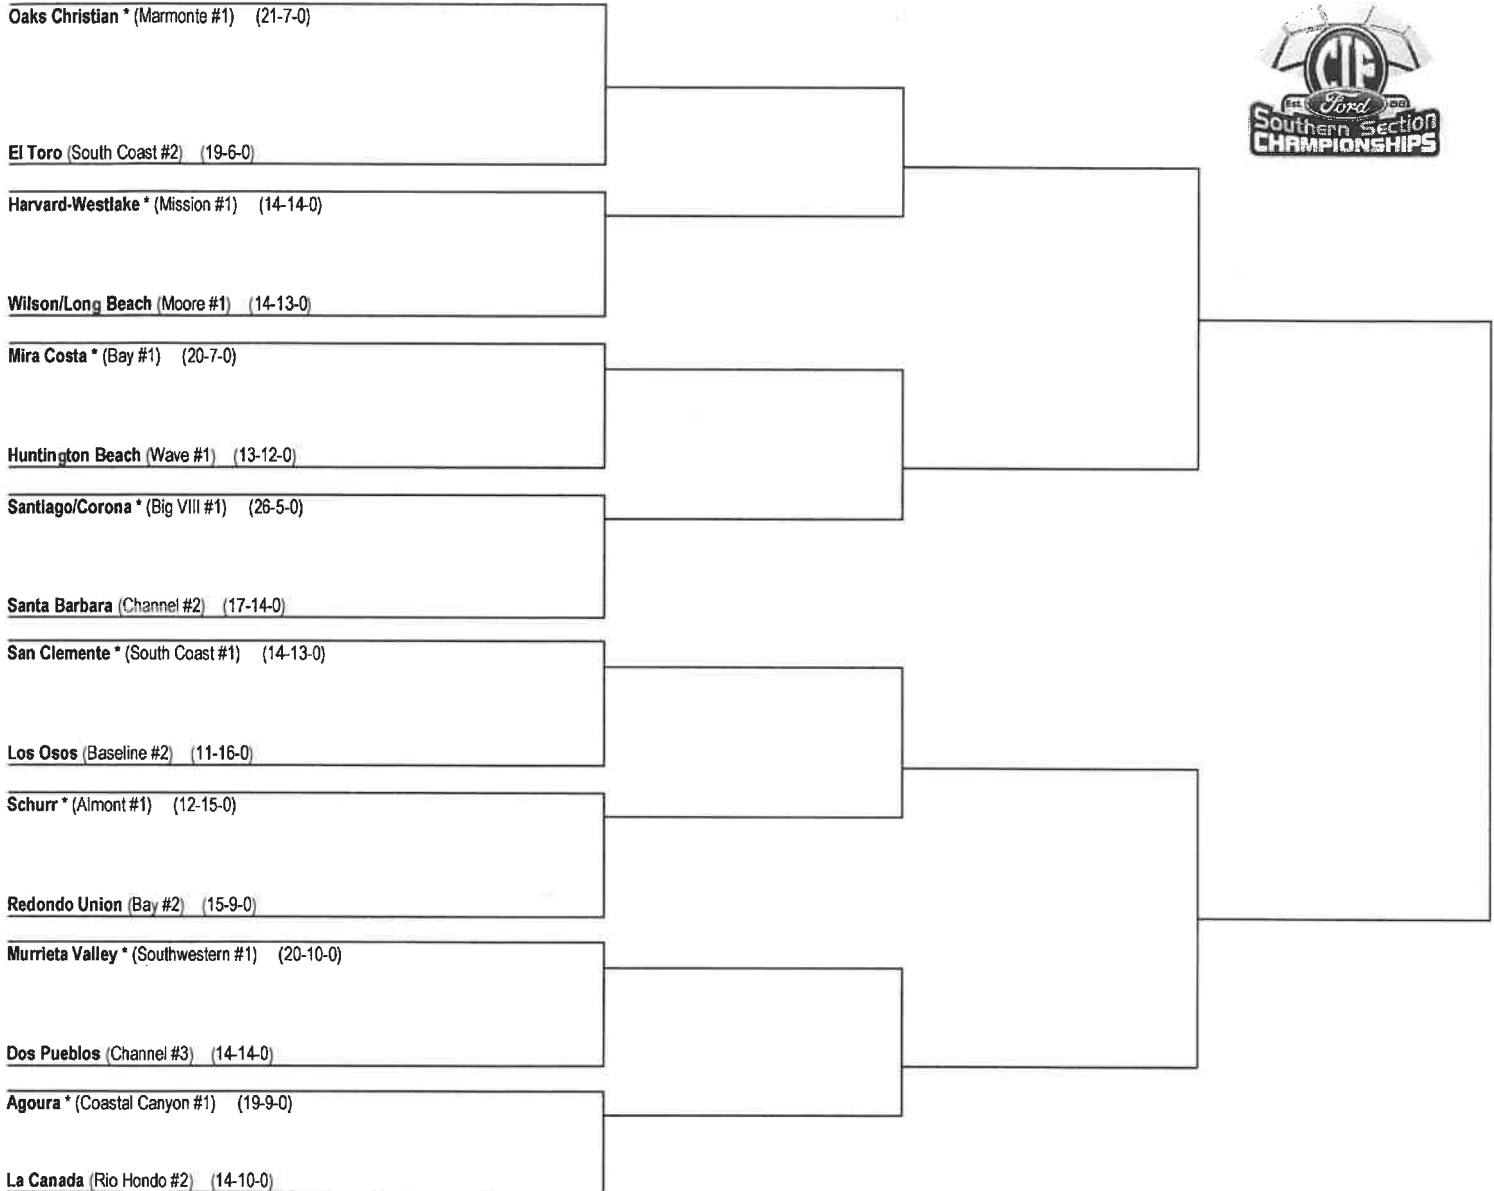 Oaks Christian * (Marmonte #1) (21-7-0)
El Toro (South Coast #2) (19-6-0)
Harvard-Westlake * (Mission #1) (14-14-0)
Wilson/Long Beach (Moore #1) (14-13-0)
Mira Costa * (Bay #1) (20-7-0)
Huntington Beach (Wave #1) (13-12-0)
Santiago/Corona * (Big VIII #1) (26-5-0)
Santa Barbara (Channel #2) (17-14-0)
San Clemente * (South Coast #1) (14-13-0)
Los Osos (Baseline #2) (11-16-0)
Schurr * (Almont #1) (12-15-0)
Redondo Union (Bay #2) (15-9-0)
Murrieta Valley * (Southwestern #1) (20-10-0)
Dos Pueblos (Channel #3) (14-14-0)
Agoura * (Coastal Canyon #1) (19-9-0)
La Canada (Rio Hondo #2) (14-10-0)
CIF
Est. Ford
Southern Section
CHAMPIONSHIPS